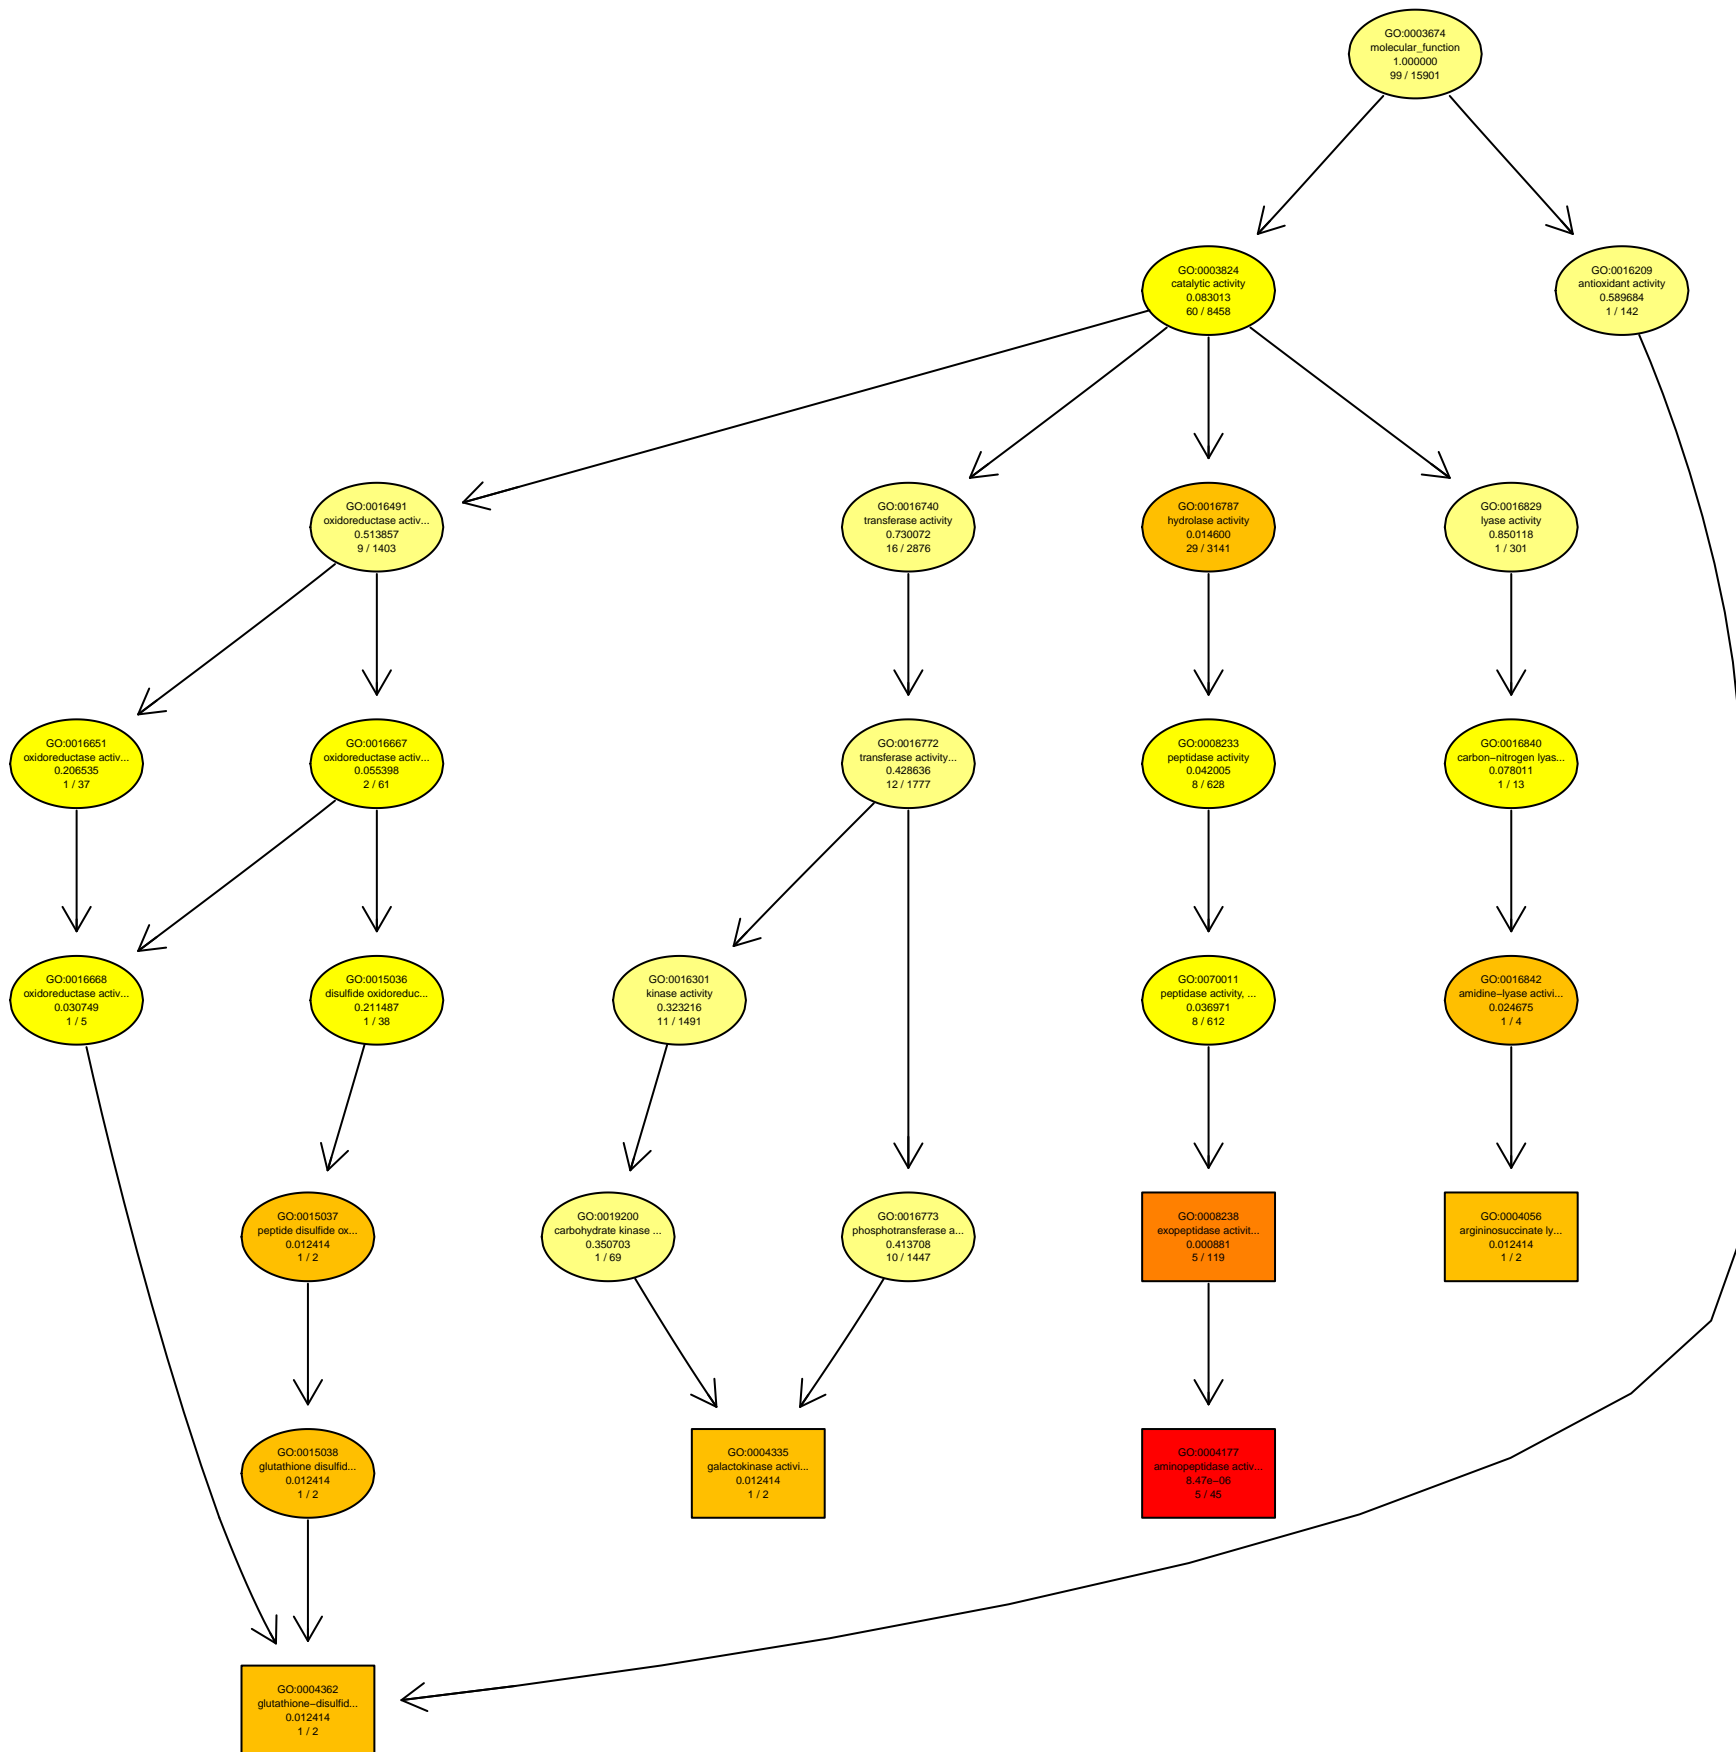 GO:0003674
molecular_function
1.000000
99 / 15901
GO:0003824
catalytic activity
0.083013
60 / 8458
GO:0016209
antioxidant activity
0.589684
1 / 142
GO:0016491
oxidoreductase activ...
0.513857
9 / 1403
GO:0016740
transferase activity
0.730072
16 / 2876
GO:0016787
hydrolase activity
0.014600
29 / 3141
GO:0016829
lyase activity
0.850118
1 / 301
GO:0016651
oxidoreductase activ...
0.206535
1 / 37
GO:0016667
oxidoreductase activ...
0.055398
2 / 61
GO:0016772
transferase activity...
0.428636
12 / 1777
GO:0008233
peptidase activity
0.042005
8 / 628
GO:0016840
carbon−nitrogen lyas...
0.078011
1 / 13
GO:0016668
oxidoreductase activ...
0.030749
1 / 5
GO:0015036
disulfide oxidoreduc...
0.211487
1 / 38
GO:0016301
kinase activity
0.323216
11 / 1491
GO:0070011
peptidase activity, ...
0.036971
8 / 612
GO:0016842
amidine−lyase activi...
0.024675
1 / 4
GO:0015037
peptide disulfide ox...
0.012414
1 / 2
GO:0019200
carbohydrate kinase ...
0.350703
1 / 69
GO:0016773
phosphotransferase a...
0.413708
10 / 1447
GO:0008238
exopeptidase activit...
0.000881
5 / 119
GO:0004056
argininosuccinate ly...
0.012414
1 / 2
GO:0015038
glutathione disulfid...
0.012414
1 / 2
GO:0004335
galactokinase activi...
0.012414
1 / 2
GO:0004177
aminopeptidase activ...
8.47e−06
5 / 45
GO:0004362
glutathione−disulfid...
0.012414
1 / 2